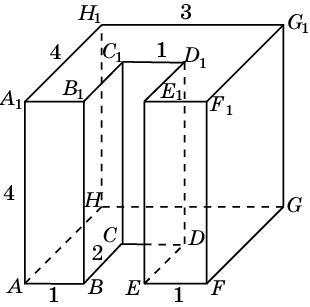 H₁ 3 G₁
4 C₁ 1 D₁
A₁ B₁ E₁ F₁
4 H G
2 C D
A 1 B E 1 F